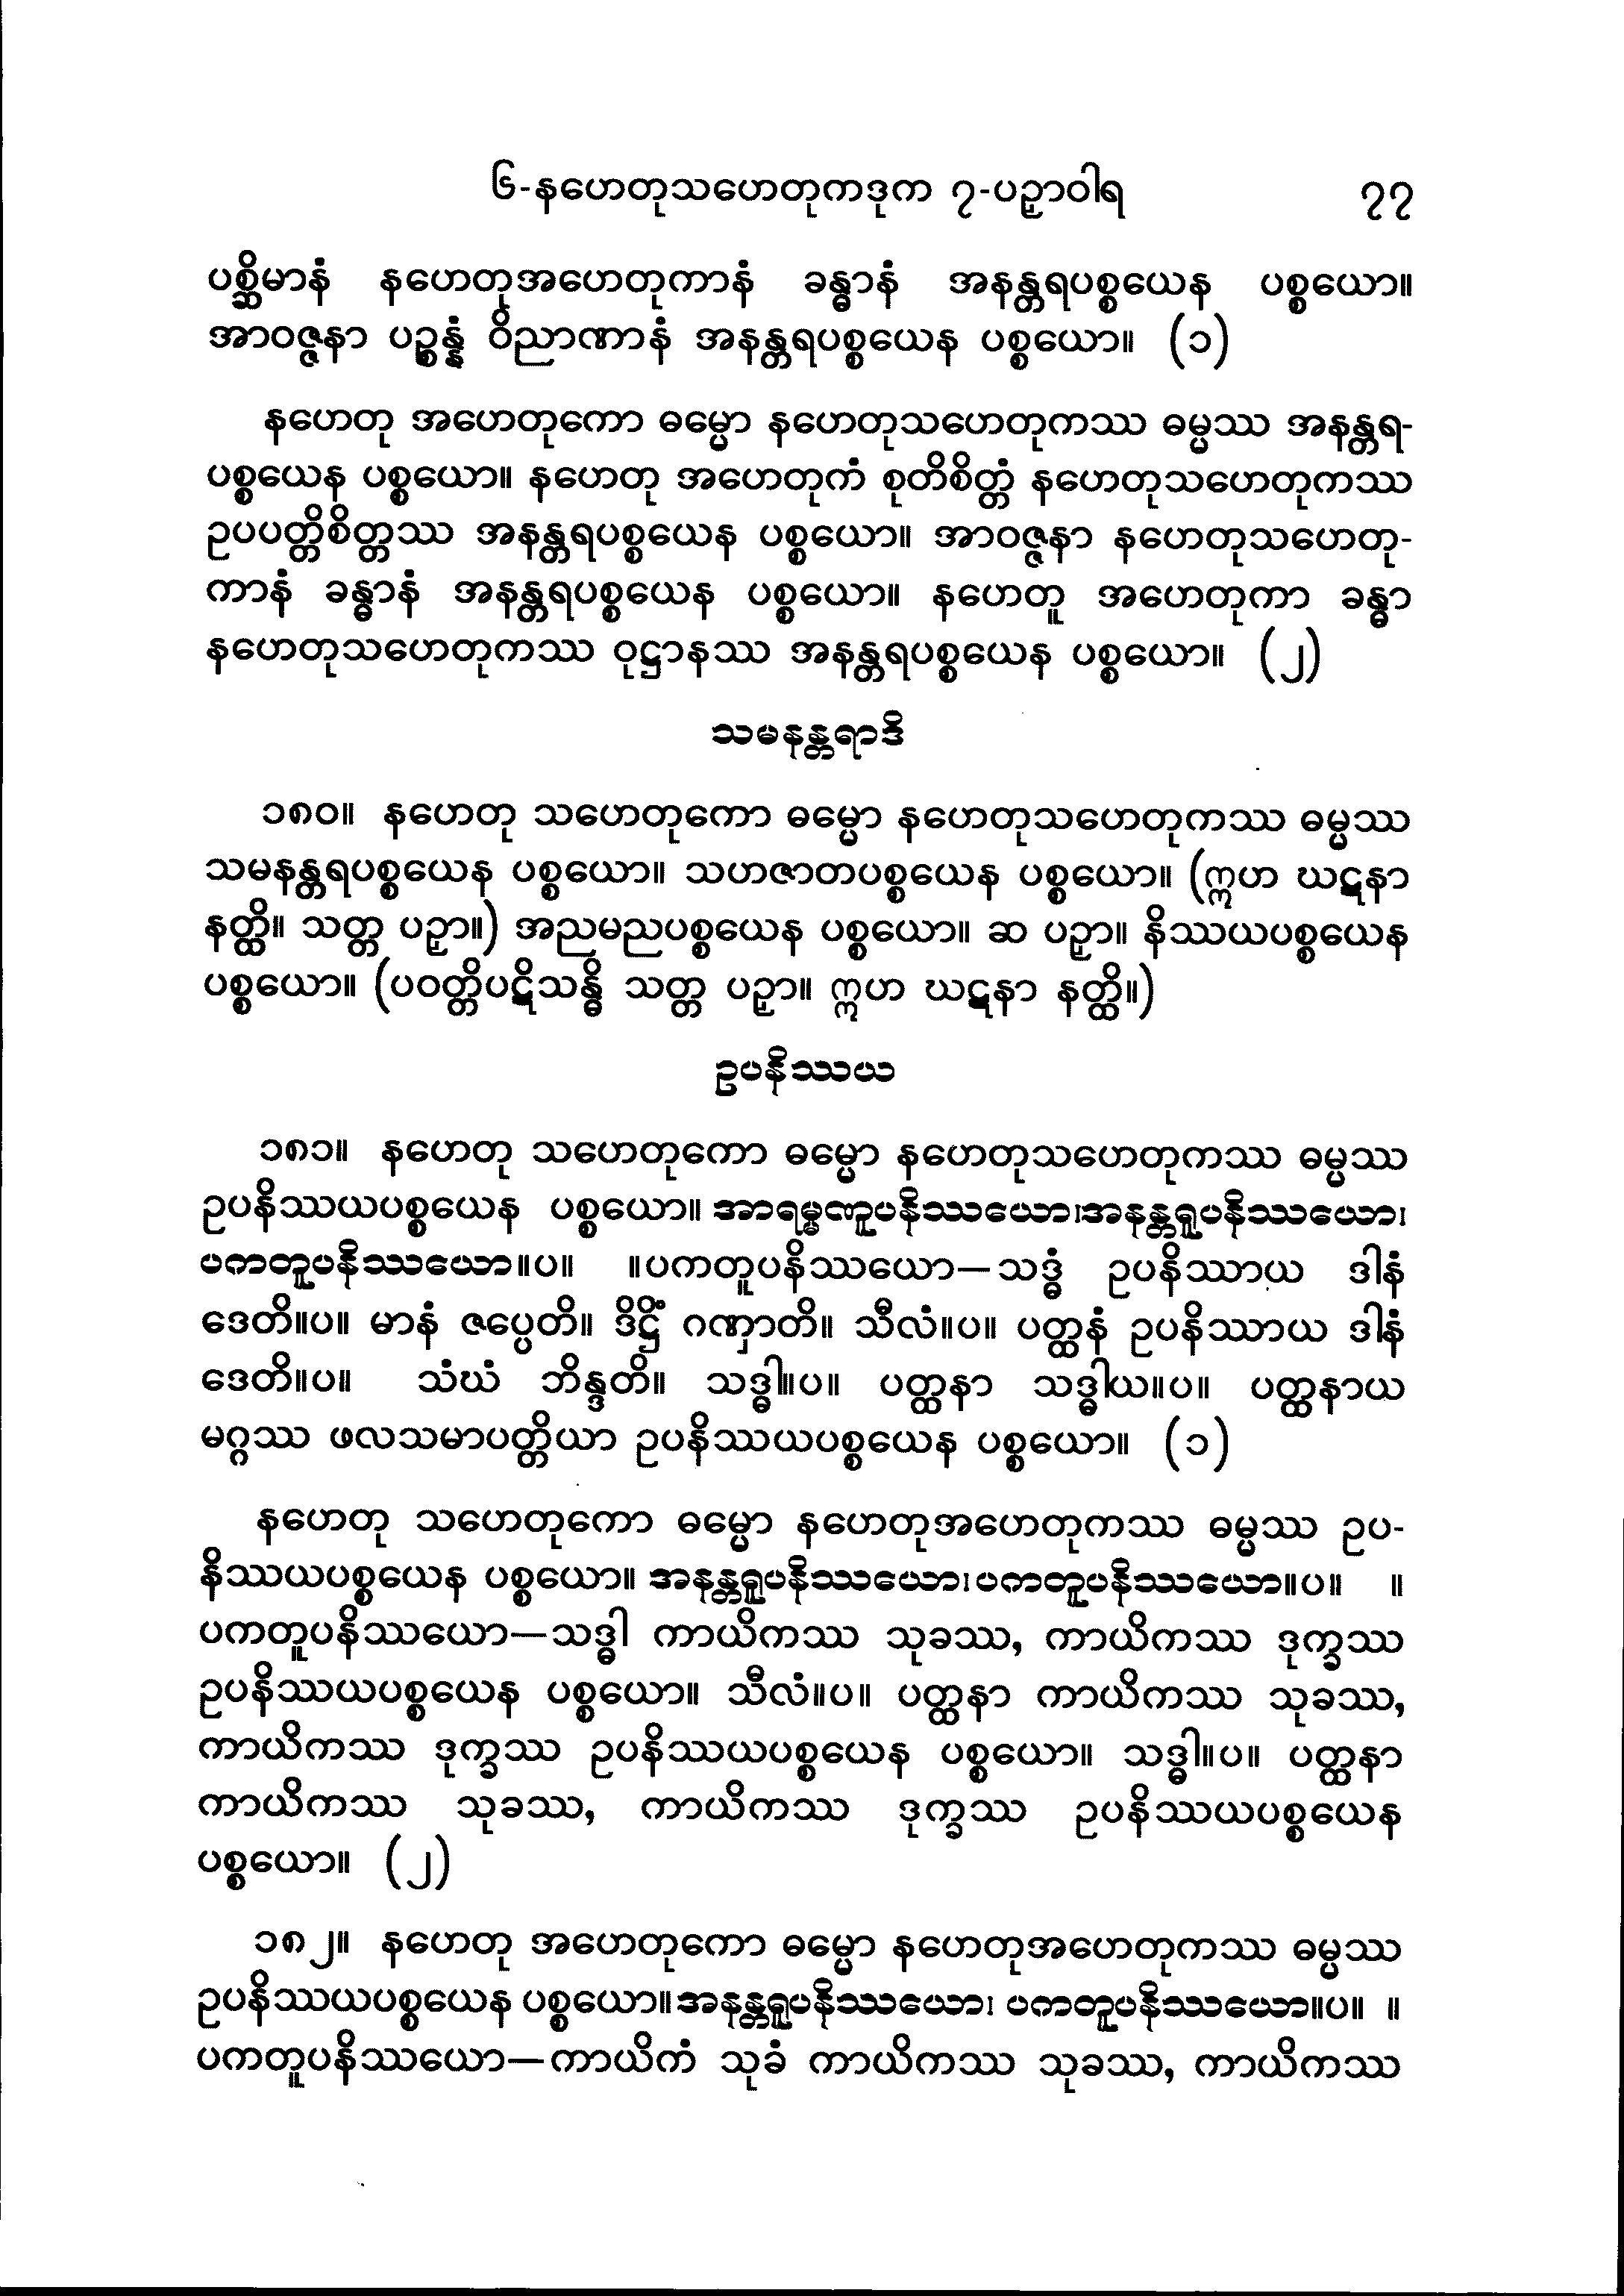 ၆-နဟေတုသဟေတုကဒုက ၇-ပဉှာဝါရ ၇၇
ပစ္ဆိမာနံ နဟေတုအဟေတုကာနံ ခန္ဓာနံ အနန္တရပစ္စယေန ပစ္စယော။
အာဝဇ္ဇနာ ပဉ္စန္နံ ဝိညာဏာနံ အနန္တရပစ္စယေန ပစ္စယော။ (၁)
နဟေတု အဟေတုကော ဓမ္မော နဟေတုသဟေတုကဿ ဓမ္မဿ အနန္တရ-
ပစ္စယေန ပစ္စယော။ နဟေတု အဟေတုကံ စုတိစိတ္တံ နဟေတုသဟေတုကဿ
ဥပပတ္တိစိတ္တဿ အနန္တရပစ္စယေန ပစ္စယော။ အာဝဇ္ဇနာ နဟေတုသဟေတု-
ကာနံ ခန္ဓာနံ အနန္တရပစ္စယေန ပစ္စယော။ နဟေတူ အဟေတုကာ ခန္ဓာ
နဟေတုသဟေတုကဿ ဝုဋ္ဌာနဿ အနန္တရပစ္စယေန ပစ္စယော။ (၂)
သမနန္တရာဒိ
၁၈၀။ နဟေတု သဟေတုကော ဓမ္မော နဟေတုသဟေတုကဿ ဓမ္မဿ
သမနန္တရပစ္စယေန ပစ္စယော။ သဟဇာတပစ္စယေန ပစ္စယော။ (ဣဟ ဃဋနာ
နတ္ထိ။ သတ္တ ပဉှာ။) အညမညပစ္စယေန ပစ္စယော။ ဆ ပဉှာ။ နိဿယပစ္စယေန
ပစ္စယော။ (ပဝတ္တိပဋိသန္ဓိ သတ္တ ပဉှာ။ ဣဟ ဃဋနာ နတ္ထိ။)
ဥပနိဿယ
၁၈၁။ နဟေတု သဟေတုကော ဓမ္မော နဟေတုသဟေတုကဿ ဓမ္မဿ
ဥပနိဿယပစ္စယေန ပစ္စယော။ အာရမ္မဏူပနိဿယော၊အနန္တရူပနိဿယော၊
ပကတူပနိဿယော။ပ။ ။ပကတူပနိဿယော—သဒ္ဓံ ဥပနိဿာယ ဒါနံ
ဒေတိ။ပ။ မာနံ ဇပ္ပေတိ။ ဒိဋ္ဌိံ ဂဏှာတိ။ သီလံ။ပ။ ပတ္ထနံ ဥပနိဿာယ ဒါနံ
ဒေတိ။ပ။ သံဃံ ဘိန္ဒတိ။ သဒ္ဓါ။ပ။ ပတ္ထနာ သဒ္ဓါယ။ပ။ ပတ္ထနာယ
မဂ္ဂဿ ဖလသမာပတ္တိယာ ဥပနိဿယပစ္စယေန ပစ္စယော။ (၁)
နဟေတု သဟေတုကော ဓမ္မော နဟေတုအဟေတုကဿ ဓမ္မဿ ဥပ-
နိဿယပစ္စယေန ပစ္စယော။ အနန္တရူပနိဿယော၊ပကတူပနိဿယော။ပ။ ။
ပကတူပနိဿယော—သဒ္ဓါ ကာယိကဿ သုခဿ, ကာယိကဿ ဒုက္ခဿ
ဥပနိဿယပစ္စယေန ပစ္စယော။ သီလံ။ပ။ ပတ္ထနာ ကာယိကဿ သုခဿ,
ကာယိကဿ ဒုက္ခဿ ဥပနိဿယပစ္စယေန ပစ္စယော။ သဒ္ဓါ။ပ။ ပတ္ထနာ
ကာယိကဿ သုခဿ, ကာယိကဿ ဒုက္ခဿ ဥပနိဿယပစ္စယေန
ပစ္စယော။ (၂)
၁၈၂။ နဟေတု အဟေတုကော ဓမ္မော နဟေတုအဟေတုကဿ ဓမ္မဿ
ဥပနိဿယပစ္စယေန ပစ္စယော။အနန္တရူပနိဿယော၊ ပကတူပနိဿယော။ပ။ ။
ပကတူပနိဿယော—ကာယိကံ သုခံ ကာယိကဿ သုခဿ, ကာယိကဿ